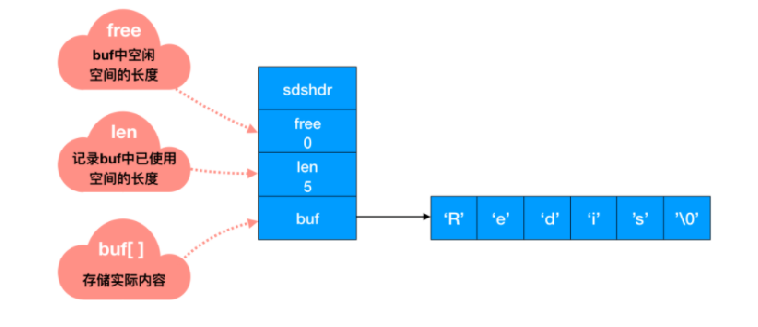 free
buf中空闲
空间的长度
len
记录buf中已使用
空间的长度
buf[ ]
存储实际内容
sdshdr
free
0
len
5
buf
‘R’ ‘e’ ‘d’ ‘i’ ’s’ ’\0’